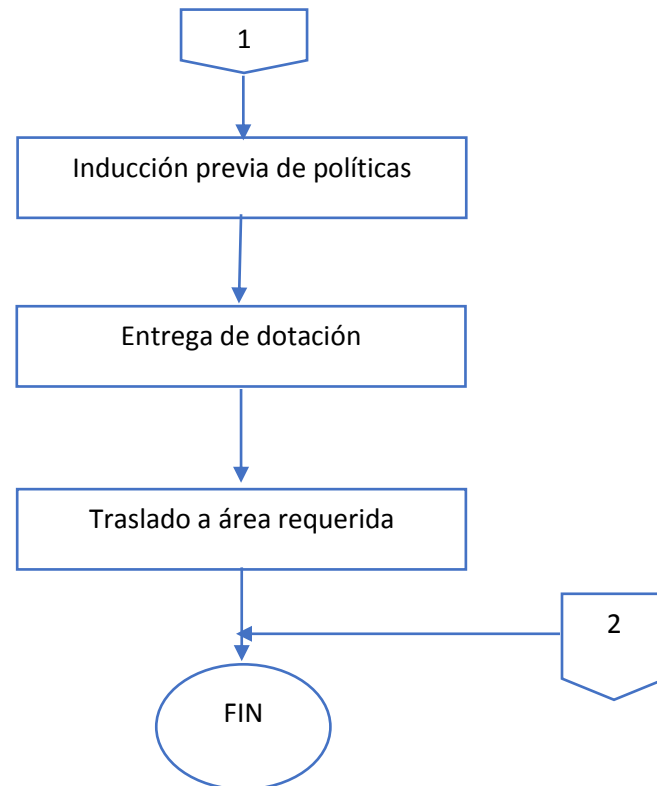 1
Inducción previa de políticas
Entrega de dotación
Traslado a área requerida
2
FIN